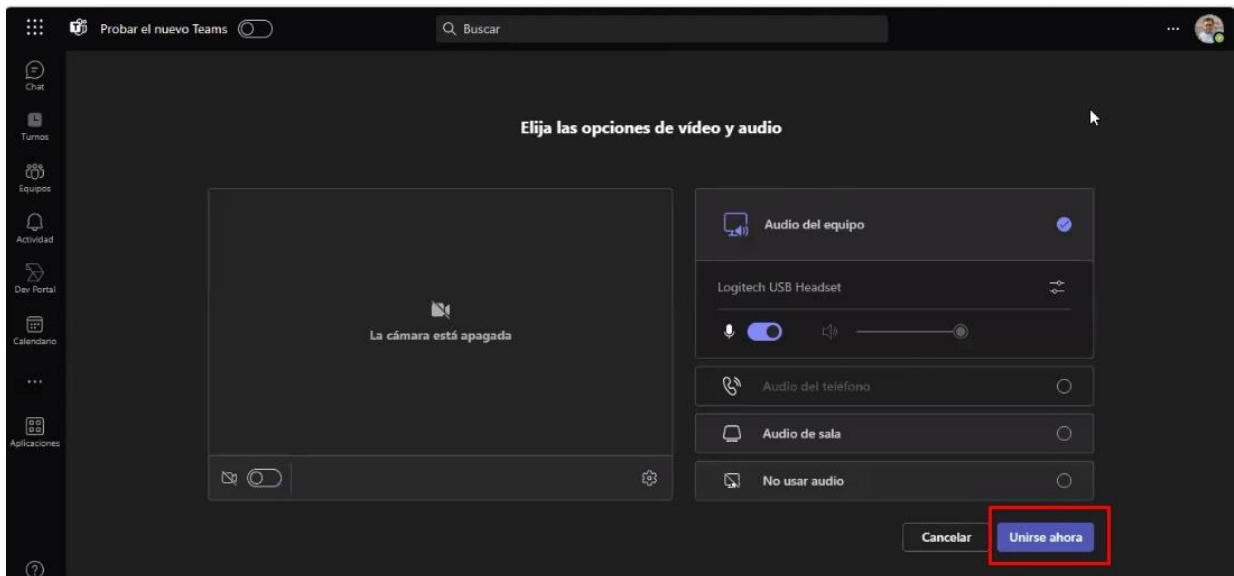 Probar el nuevo Teams
Buscar
Chat
Turnos
Equipos
Actividad
Dev Portal
Calendario
Aplicaciones
Elija las opciones de vídeo y audio
La cámara está apagada
Audio del equipo
Logitech USB Headset
Audio del teléfono
Audio de sala
No usar audio
Cancelar
Unirse ahora